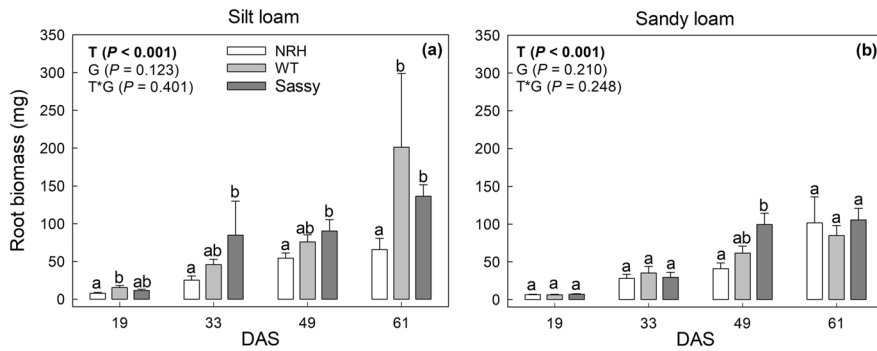 Silt loam
Sandy loam
T (P < 0.001)
G (P = 0.123)
T*G (P = 0.401)
NRH
WT
Sassy
(a)
T (P < 0.001)
G (P = 0.210)
T*G (P = 0.248)
(b)
Root biomass (mg)
350
300
250
200
150
100
50
0
a b ab
a ab b
a ab b
a b b
19 33 49 61
DAS
350
300
250
200
150
100
50
0
a a a
a a a
a ab b
a a a
19 33 49 61
DAS